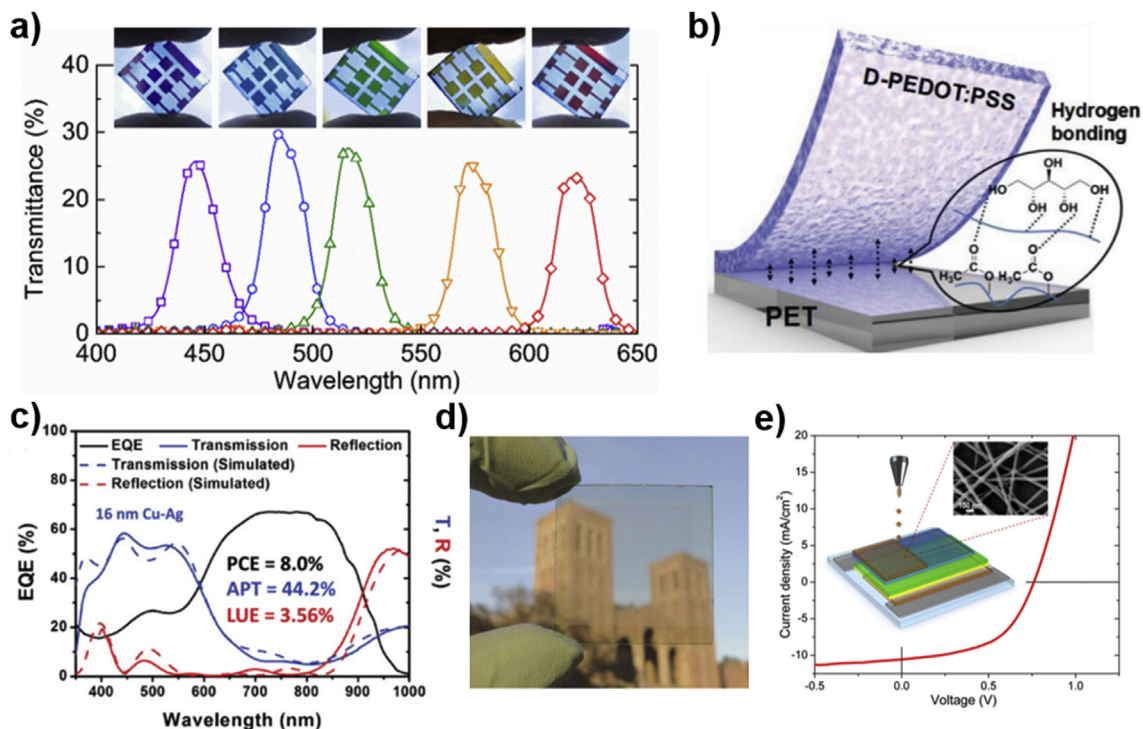 a)
Transmittance (%)
40
30
20
10
0
400 450 500 550 600 650
Wavelength (nm)
b)
D-PEDOT:PSS
Hydrogen
bonding
OH
HO OH
OH OH
O O
H₃C O H₃C O
PET
c)
EQE (%)
100
80
60
40
20
0
EQE Transmission Reflection
Transmission (Simulated)
Reflection (Simulated)
16 nm Cu-Ag
PCE = 8.0%
APT = 44.2%
LUE = 3.56%
T, R (%)
400 500 600 700 800 900 1000
Wavelength (nm)
d)
e)
Current density (mA/cm²)
20
15
10
5
0
-5
-10
100 nm
-0.5 0.0 0.5 1.0
Voltage (V)